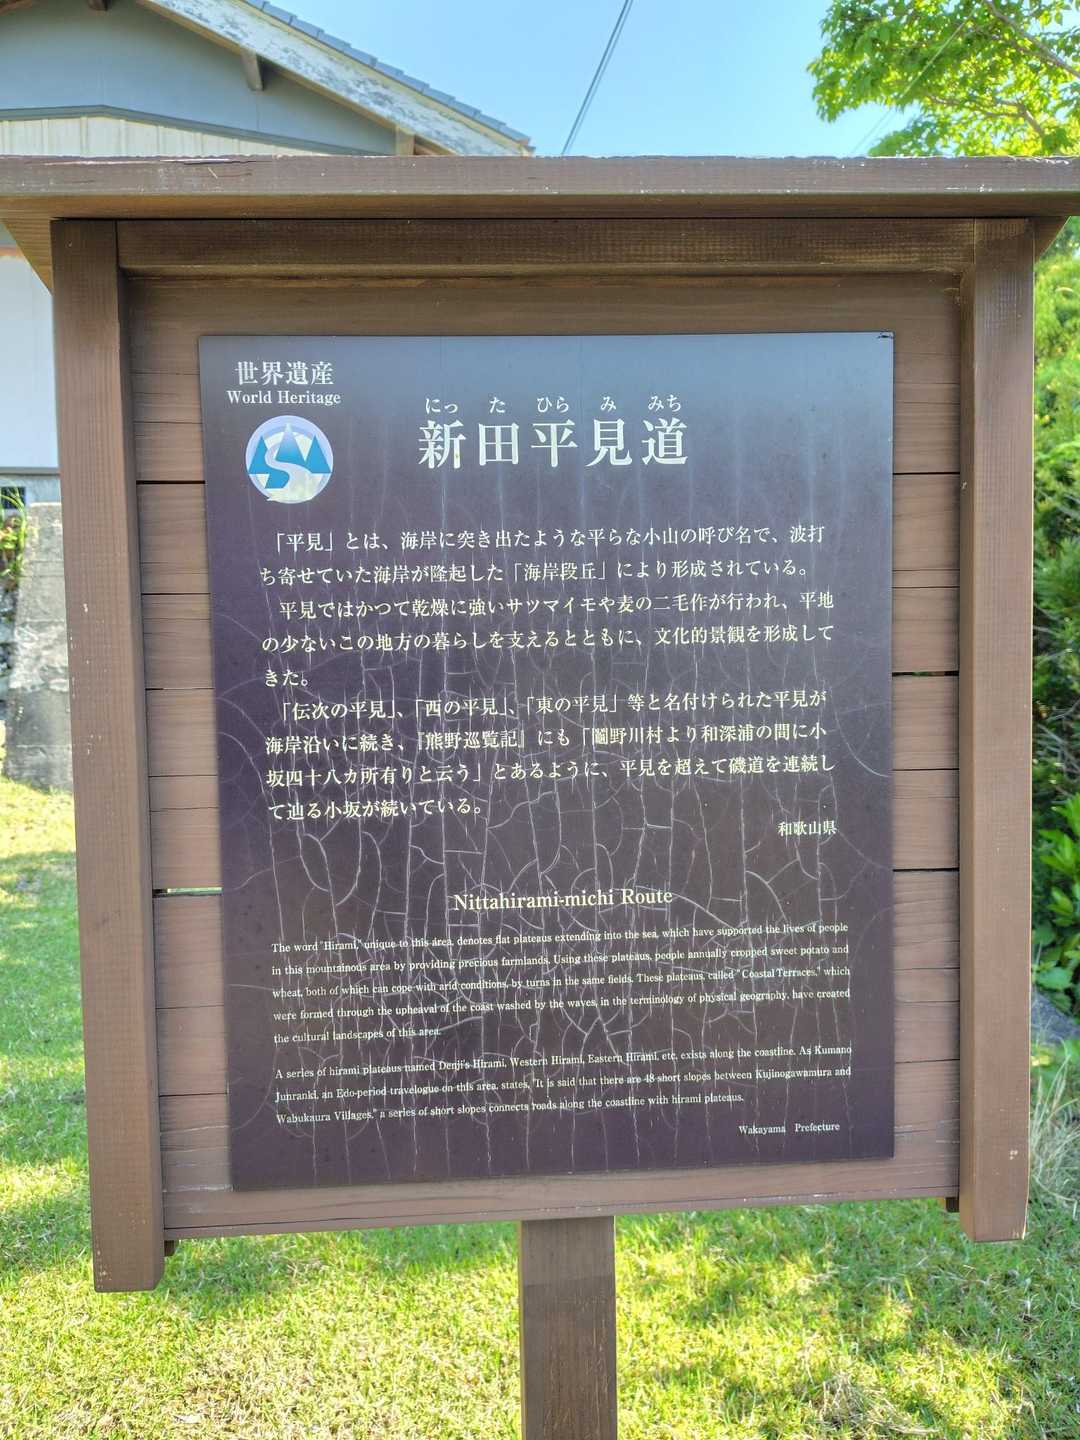 世界遺産
World Heritage
にっ た ひら み みち
新田平見道
「平見」とは、海岸に突き出たような平らな小山の呼び名で、波打
ち寄せていた海岸が隆起した「海岸段丘」により形成されている。
平見ではかつて乾燥に強いサツマイモや麦の二毛作が行われ、平地
の少ないこの地方の暮らしを支えるとともに、文化的景観を形成して
きた。
「伝次の平見」、「西の平見」、「東の平見」等と名付けられた平見が
海岸沿いに続き、『熊野巡覧記』にも「鬮野川村より和深浦の間に小
坂四十八カ所有りと云う」とあるように、平見を超えて磯道を連続し
て辿る小坂が続いている。
和歌山県
Nittahirami-michi Route
The word "Hirami," unique to this area, denotes flat plateaus extending into the sea, which have supported the lives of people
in this mountainous area by providing precious farmlands. Using these plateaus, people annually cropped sweet potato and
wheat, both of which can cope with arid conditions, by turns in the same fields. These plateaus, called "Coastal Terraces," which
were formed through the upheaval of the coast washed by the waves, in the terminology of physical geography, have created
the cultural landscapes of this area.
A series of hirami plateaus named Denji's Hirami, Western Hirami, Eastern Hirami, etc, exists along the coastline. As Kumano
Junranki, an Edo-period travelogue on this area, states, "It is said that there are 48 short slopes between Kujinogawamura and
Wabukaura Villages," a series of short slopes connects roads along the coastline with hirami plateaus.
Wakayama Prefecture